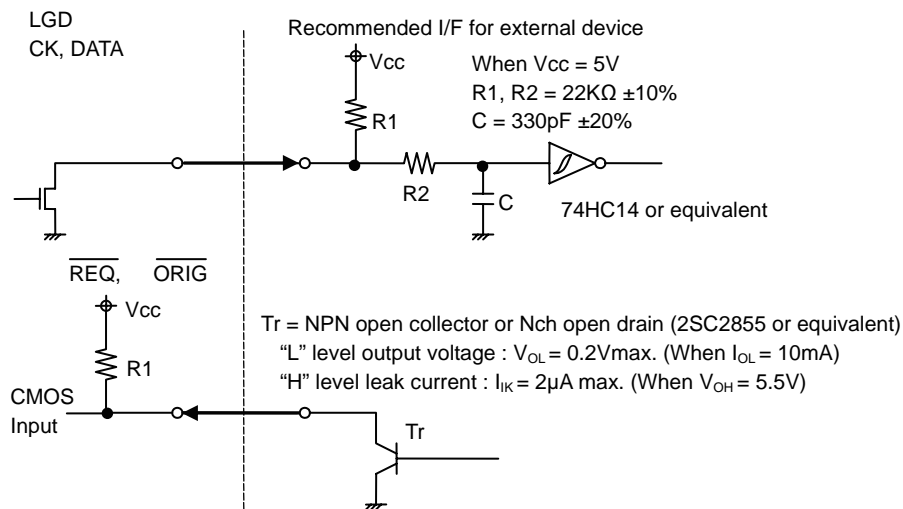 LGD
CK, DATA
Recommended I/F for external device
Vcc
When Vcc = 5V
R1, R2 = 22KΩ ±10%
C = 330pF ±20%
R1
R2
C
74HC14 or equivalent
REQ, ORIG
Vcc
R1
CMOS
Input
Tr = NPN open collector or Nch open drain (2SC2855 or equivalent)
“L” level output voltage : VOL = 0.2Vmax. (When IOL = 10mA)
“H” level leak current : IIK = 2µA max. (When VOH = 5.5V)
Tr